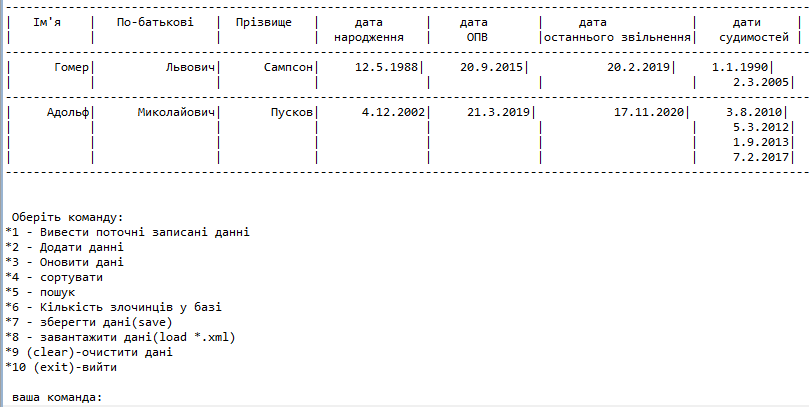 | Ім'я | По-батькові | Прізвище | дата | дата | дата | дати |
| | | | народження | ОПВ |останнього звільнення| судимостей |
| Гомер| Львович| Сампсон| 12.5.1988| 20.9.2015| 20.2.2019| 1.1.1990|
| | | | | | | 2.3.2005|
| Адольф| Миколайович| Пусков| 4.12.2002| 21.3.2019| 17.11.2020| 3.8.2010|
| | | | | | | 5.3.2012|
| | | | | | | 1.9.2013|
| | | | | | | 7.2.2017|
Оберіть команду:
*1 - Вивести поточні записані данні
*2 - Додати данні
*3 - Оновити дані
*4 - сортувати
*5 - пошук
*6 - Кількість злочинців у базі
*7 - зберегти дані(save)
*8 - завантажити дані(load *.xml)
*9 (clear)-очистити дані
*10 (exit)-вийти
ваша команда: